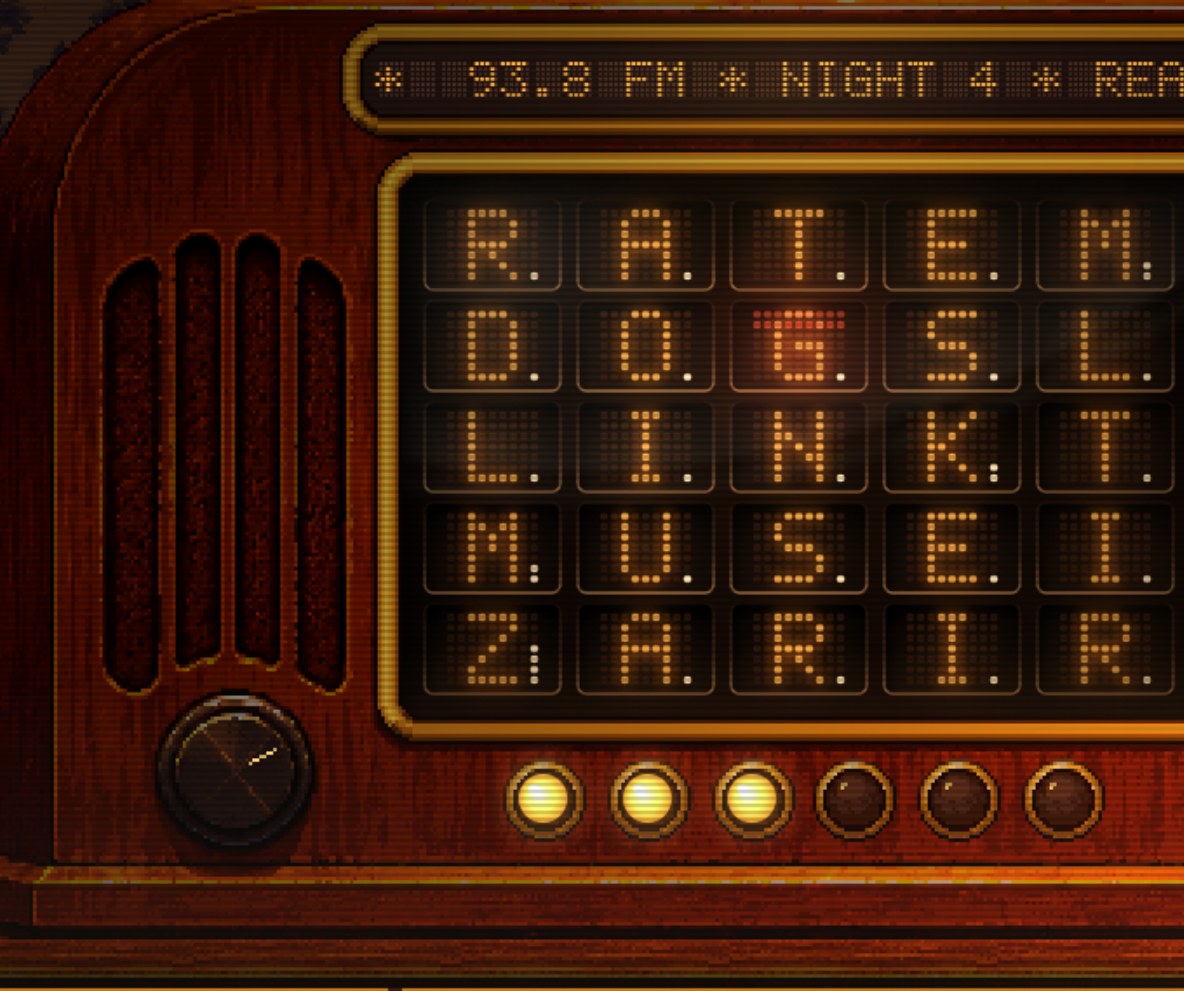 * 93.8 FM * NIGHT 4 * REA
R A T E M
D O G S L
L I N K T
M U S E I
Z A R I R